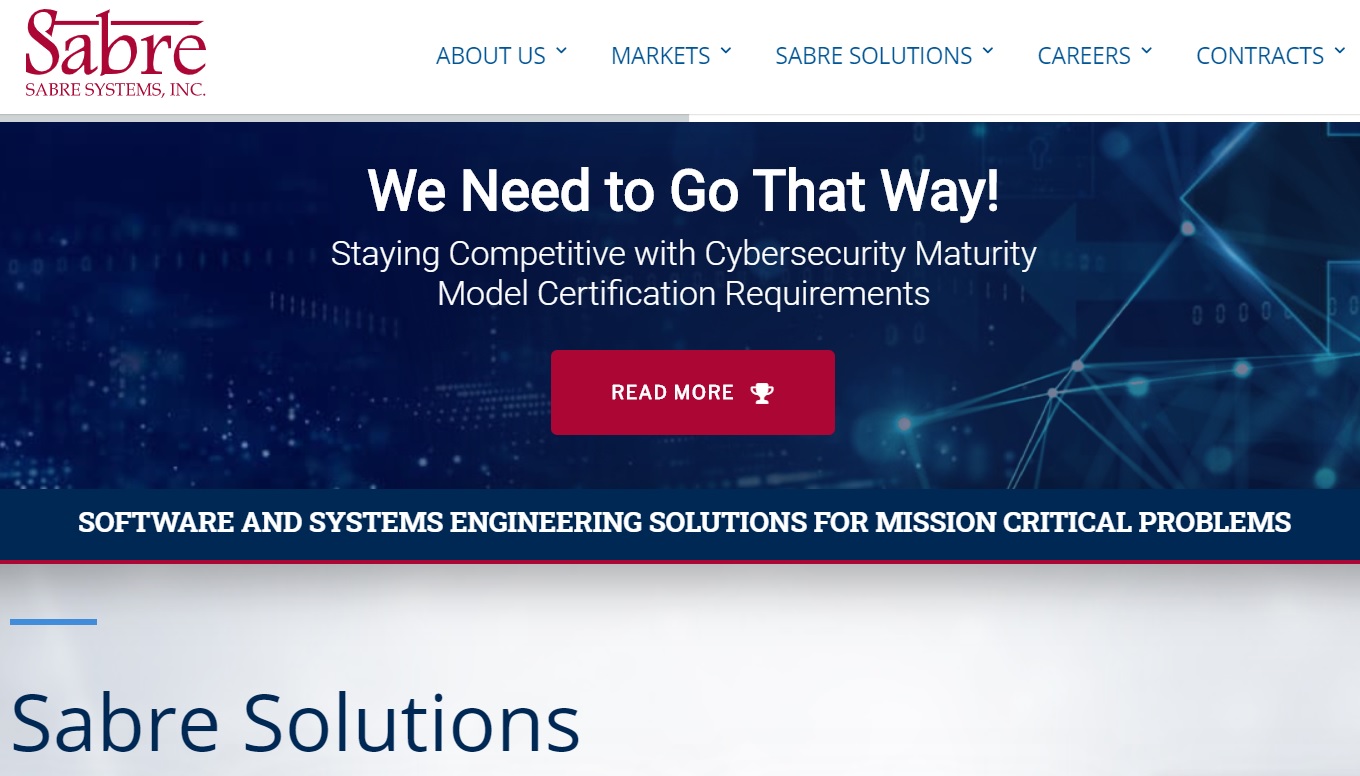 Sabre
SABRE SYSTEMS, INC.
ABOUT US
MARKETS
SABRE SOLUTIONS
CAREERS
CONTRACTS
We Need to Go That Way!
Staying Competitive with Cybersecurity Maturity
Model Certification Requirements
READ MORE
SOFTWARE AND SYSTEMS ENGINEERING SOLUTIONS FOR MISSION CRITICAL PROBLEMS
Sabre Solutions